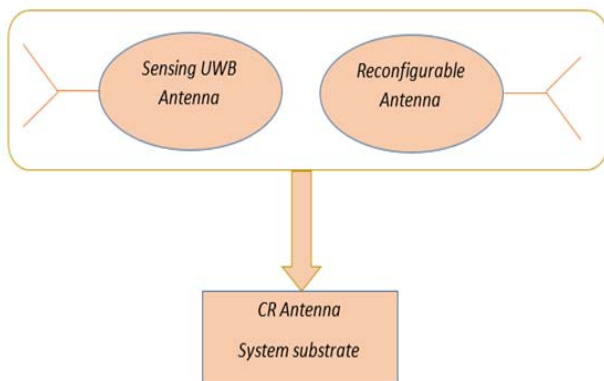 Sensing UWB
Antenna
Reconfigurable
Antenna
CR Antenna
System substrate